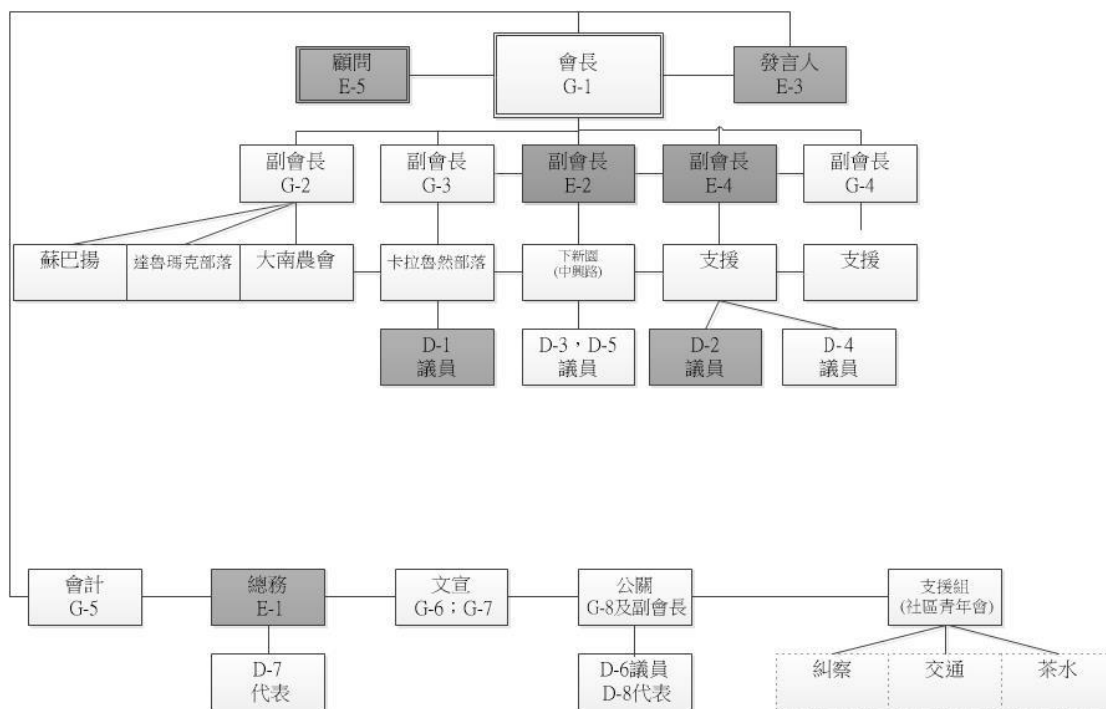 顧問
E-5
會長
G-1
發言人
E-3
副會長
G-2
副會長
G-3
副會長
E-2
副會長
E-4
副會長
G-4
蘇巴揚
達魯瑪克部落
大南農會
卡拉魯然部落
下新園
(中興路)
支援
支援
D-1
議員
D-3，D-5
議員
D-2
議員
D-4
議員
會計
G-5
總務
E-1
文宣
G-6；G-7
公關
G-8及副會長
支援組
(社區青年會)
D-7
代表
D-6議員
D-8代表
糾察
交通
茶水